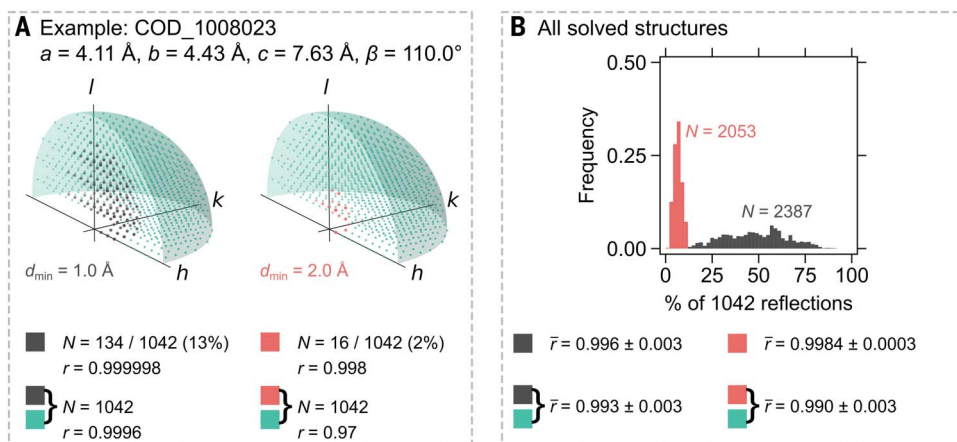 A Example: COD_1008023
a = 4.11 Å, b = 4.43 Å, c = 7.63 Å, β = 110.0°
l
k
h
d_min = 1.0 Å
l
k
h
d_min = 2.0 Å
N = 134 / 1042 (13%)
r = 0.999998
N = 16 / 1042 (2%)
r = 0.998
N = 1042
r = 0.9996
N = 1042
r = 0.97
B All solved structures
0.50
0.25
0.00
Frequency
N = 2053
N = 2387
0 25 50 75 100
% of 1042 reflections
r̄ = 0.996 ± 0.003
r̄ = 0.9984 ± 0.0003
r̄ = 0.993 ± 0.003
r̄ = 0.990 ± 0.003